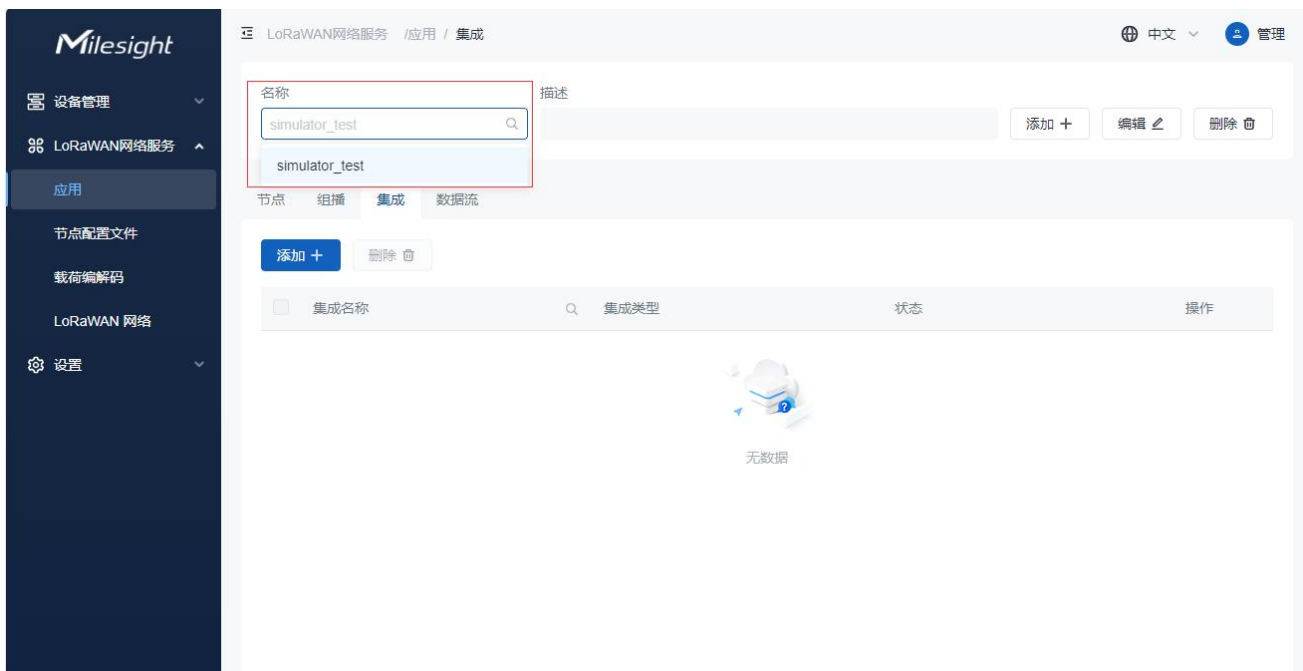 Milesight
LoRaWAN网络服务 /应用 / 集成
中文
管理
设备管理
LoRaWAN网络服务
应用
节点配置文件
载荷编解码
LoRaWAN 网络
设置
名称
描述
simulator_test
添加 +
编辑
删除
simulator_test
节点
组播
集成
数据流
添加 +
删除
集成名称
集成类型
状态
操作
?
无数据